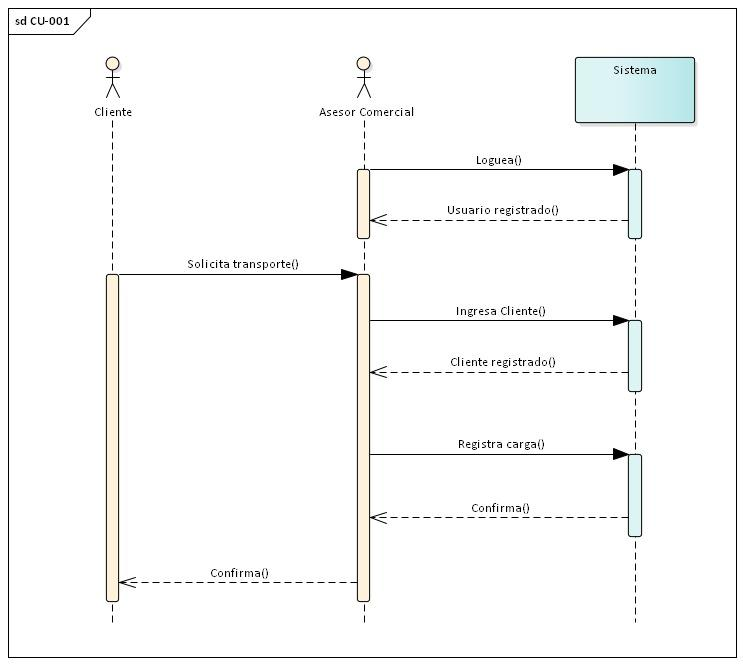 sd CU-001
Cliente
Asesor Comercial
Sistema
Loguea()
Usuario registrado()
Solicita transporte()
Ingresa Cliente()
Cliente registrado()
Registra carga()
Confirma()
Confirma()